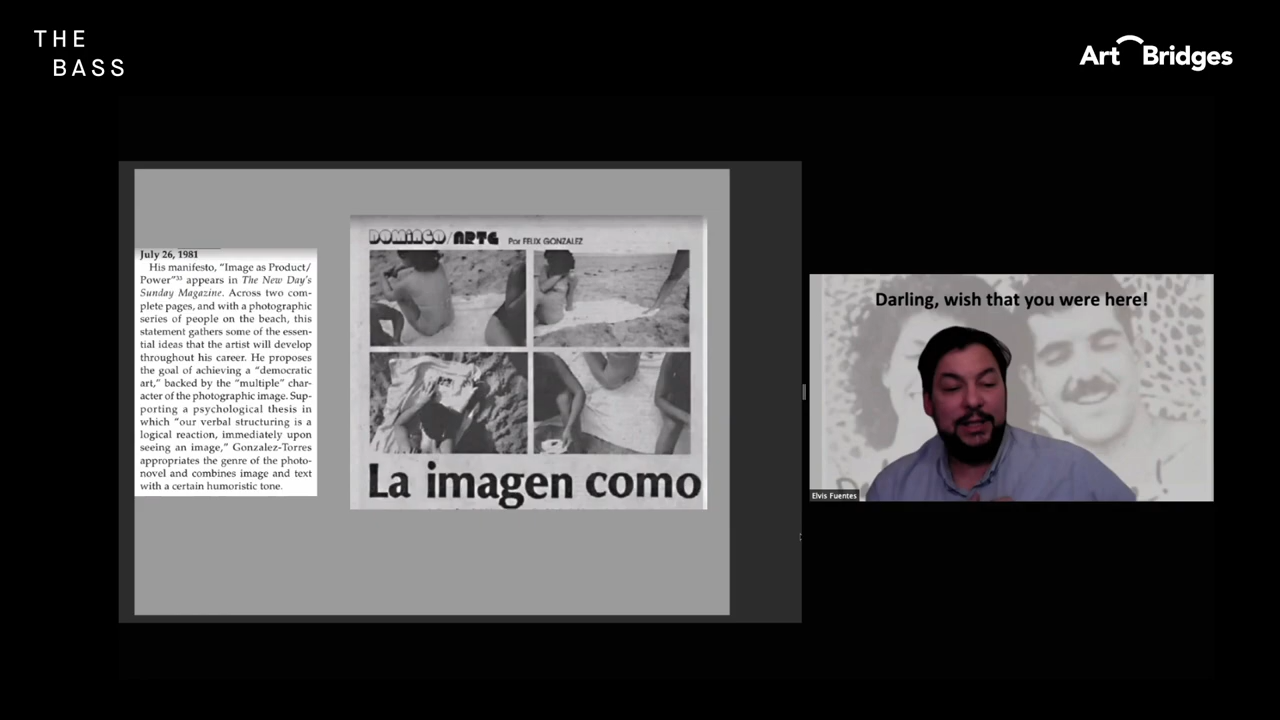 THE
BASS
Art Bridges
July 26, 1981
His manifesto, “Image as Product/
Power”³³ appears in The New Day's
Sunday Magazine. Across two com-
plete pages, and with a photographic
series of people on the beach, this
statement gathers some of the essen-
tial ideas that the artist will develop
throughout his career. He proposes
the goal of achieving a “democratic
art,” backed by the “multiple” char-
acter of the photographic image. Sup-
porting a psychological thesis in
which “our verbal structuring is a
logical reaction, immediately upon
seeing an image,” Gonzalez-Torres
appropriates the genre of the photo-
novel and combines image and text
with a certain humoristic tone.
DOMINGO/ARTE Por FELIX GONZALEZ
La imagen como
Darling, wish that you were here!
Elvis Fuentes